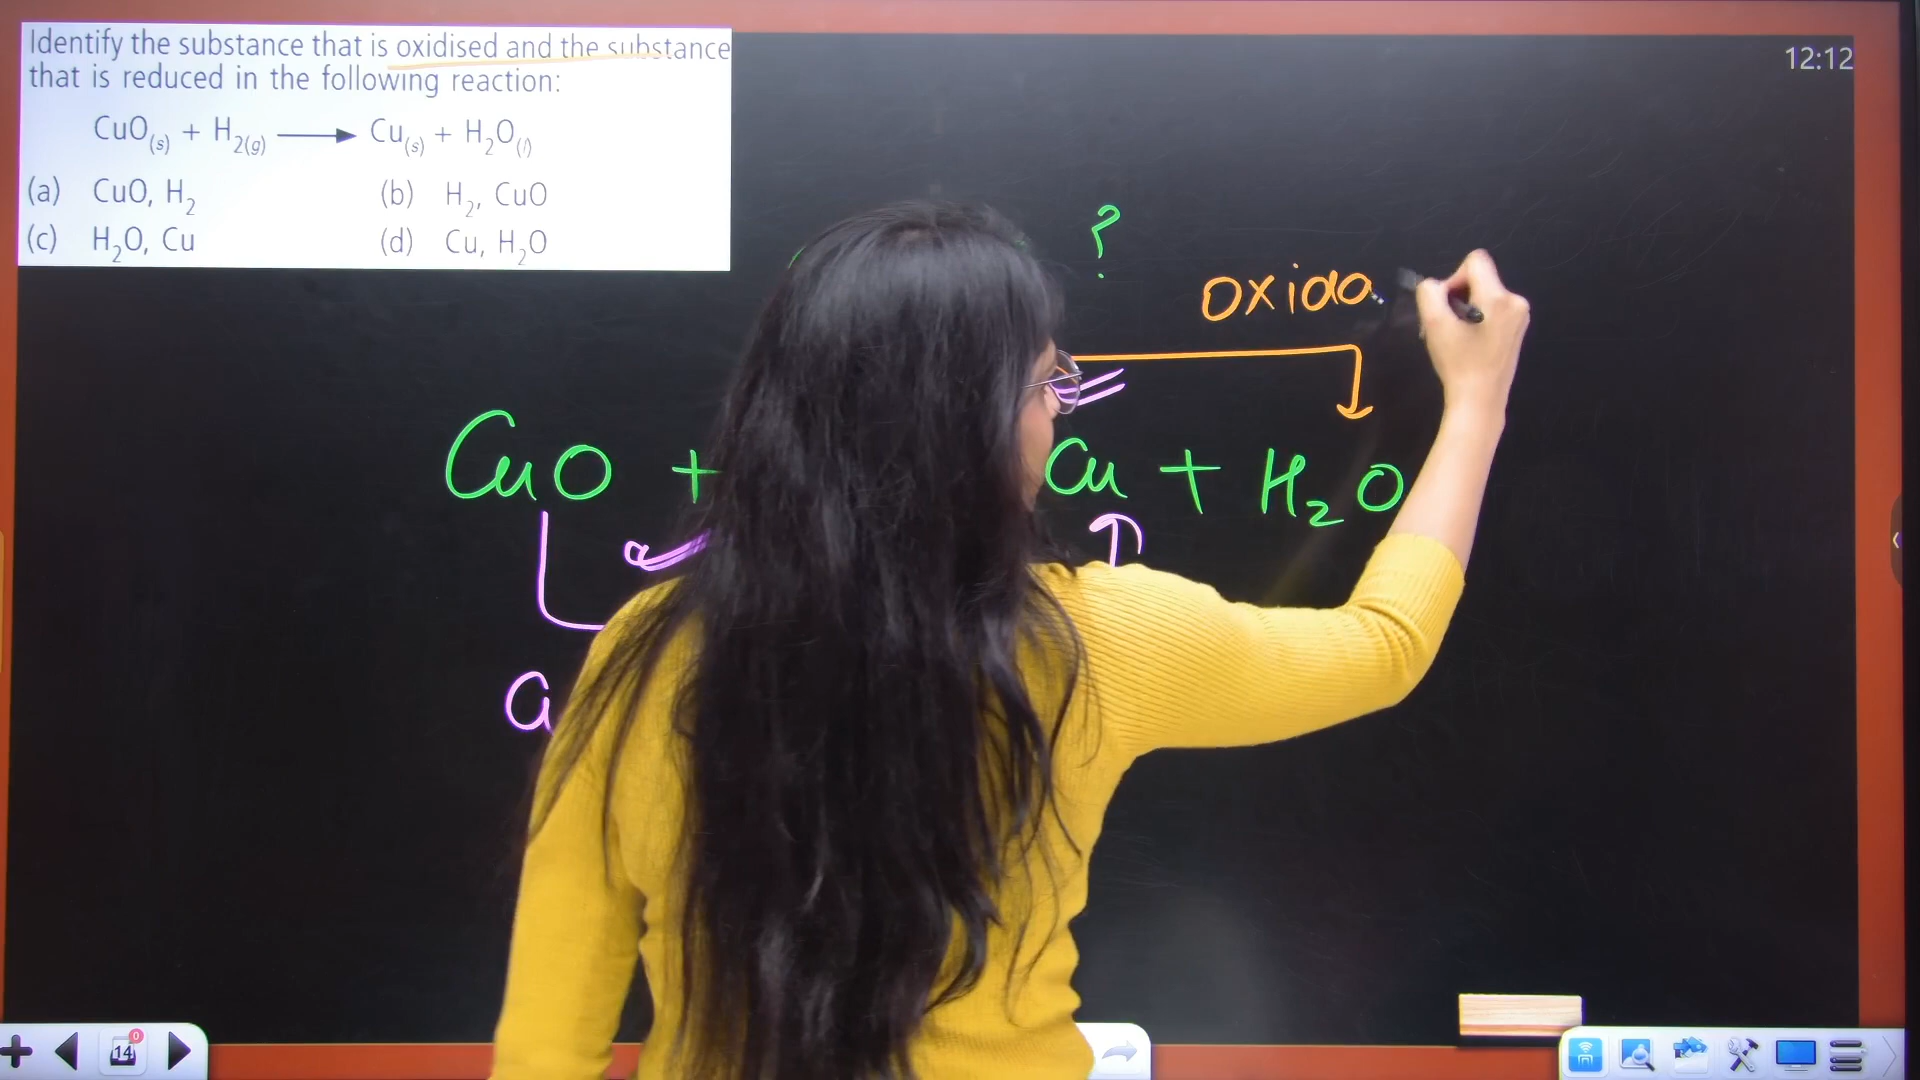 Identify the substance that is oxidised and the substance
that is reduced in the following reaction:
CuO(s) + H2(g) ⟶ Cu(s) + H2O(l)
(a) CuO, H2 (b) H2, CuO
(c) H2O, Cu (d) Cu, H2O
12:12
?
oxida
CuO + Cu + H2O
14
0